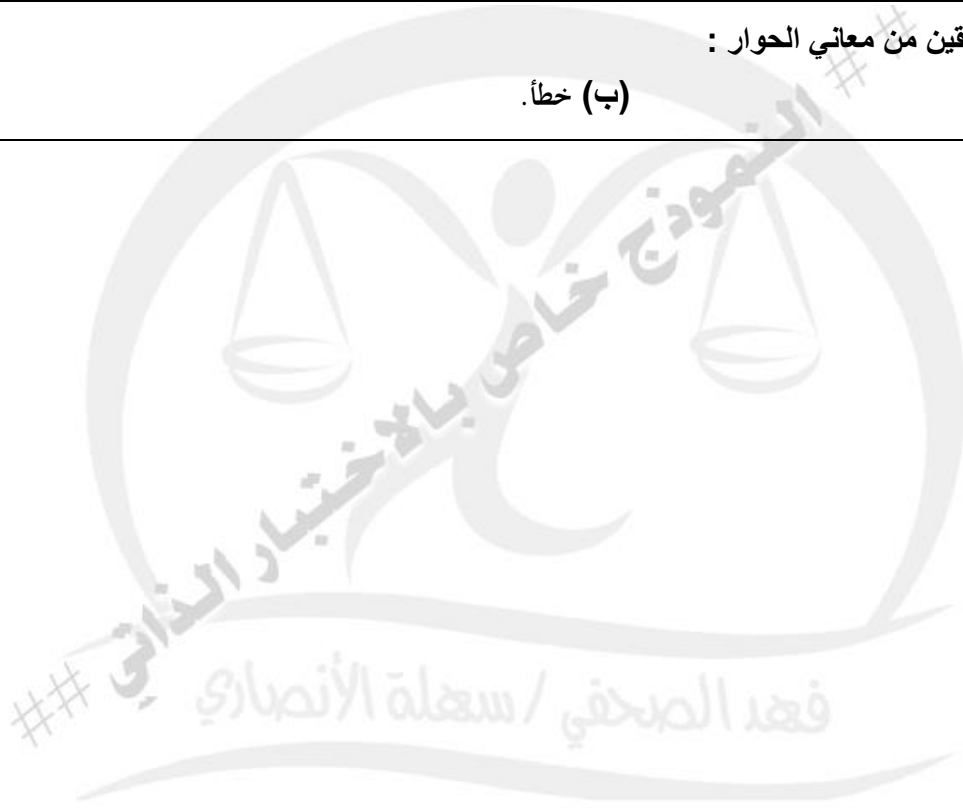 قين من معاني الحوار :
(ب) خطأ.
## النموذج خاص بالاختبار الذاتي ##
فهد الصحفي / سهلة الأنصاري